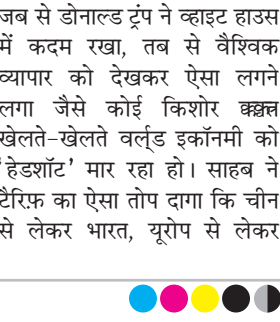 जब से डोनाल्ड ट्रंप ने व्हाइट हाउस
में कदम रखा, तब से वैश्विक
व्यापार को देखकर ऐसा लगने
लगा जैसे कोई किशोर
खेलते-खेलते वर्ल्ड इकॉनमी को
'हेडशॉट' मार रहा हो। साहब ने
टैरिफ़ का ऐसा तोप दागा कि चीन
से लेकर भारत, यूरोप से लेकर